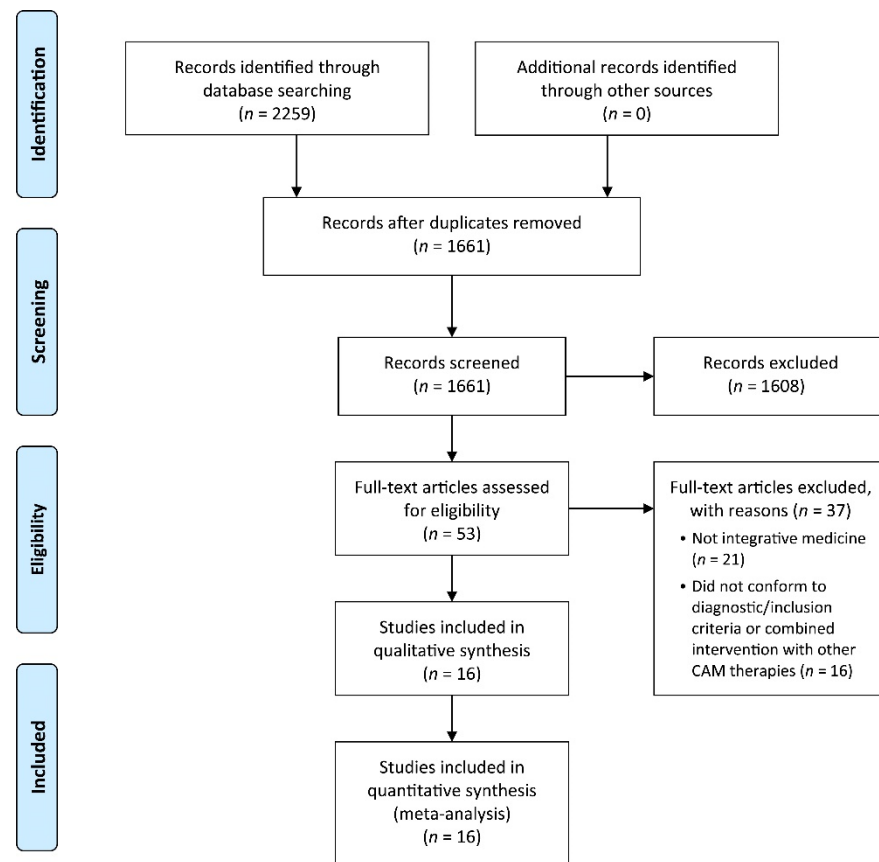 Identification
Records identified through
database searching
(n = 2259)
Additional records identified
through other sources
(n = 0)
Records after duplicates removed
(n = 1661)
Screening
Records screened
(n = 1661)
Records excluded
(n = 1608)
Eligibility
Full-text articles assessed
for eligibility
(n = 53)
Full-text articles excluded,
with reasons (n = 37)
• Not integrative medicine
(n = 21)
• Did not conform to
diagnostic/inclusion
criteria or combined
intervention with other
CAM therapies (n = 16)
Studies included in
qualitative synthesis
(n = 16)
Included
Studies included in
quantitative synthesis
(meta-analysis)
(n = 16)